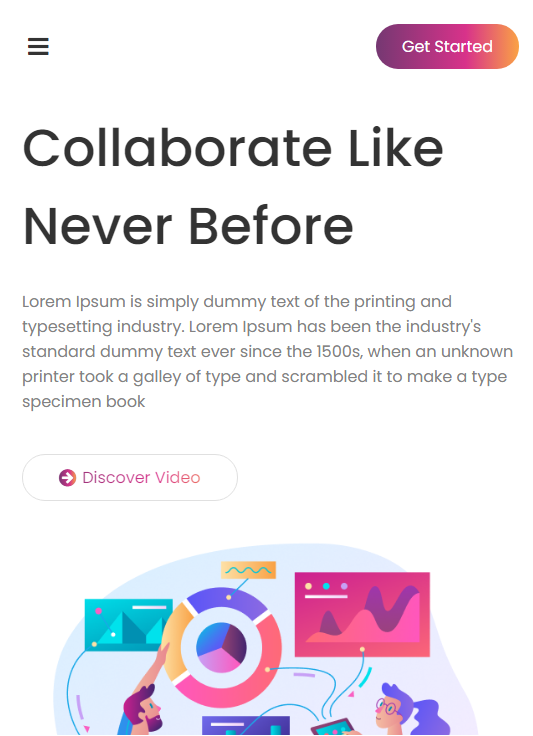 Get Started
Collaborate Like
Never Before
Lorem Ipsum is simply dummy text of the printing and
typesetting industry. Lorem Ipsum has been the industry's
standard dummy text ever since the 1500s, when an unknown
printer took a galley of type and scrambled it to make a type
specimen book
Discover Video